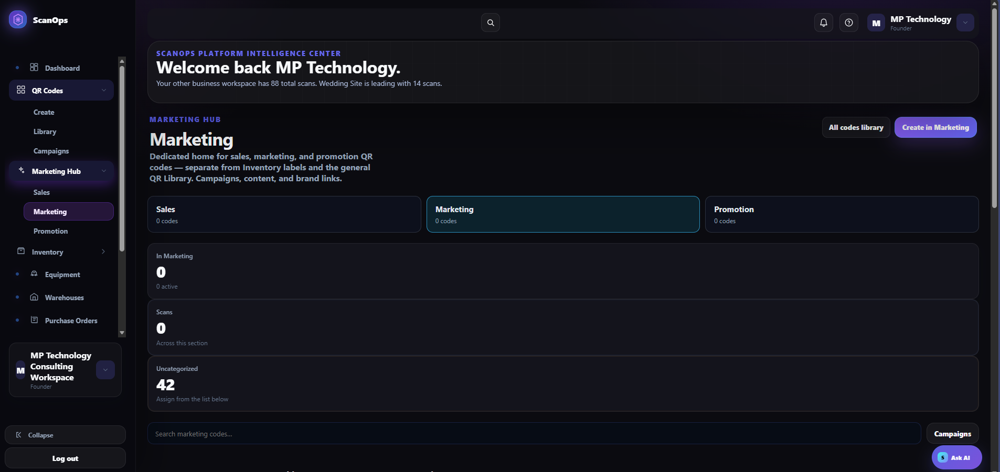 ScanOps
Dashboard
QR Codes
Create
Library
Campaigns
Marketing Hub
Sales
Marketing
Promotion
Inventory
Equipment
Warehouses
Purchase Orders
M
MP Technology
Consulting
Workspace
Founder
Collapse
Log out
M
MP Technology
Founder
SCANOPS PLATFORM INTELLIGENCE CENTER
Welcome back MP Technology.
Your other business workspace has 88 total scans. Wedding Site is leading with 14 scans.
MARKETING HUB
Marketing
Dedicated home for sales, marketing, and promotion QR
codes — separate from Inventory labels and the general
QR Library. Campaigns, content, and brand links.
All codes library
Create in Marketing
Sales
0 codes
Marketing
0 codes
Promotion
0 codes
In Marketing
0
0 active
Scans
0
Across this section
Uncategorized
42
Assign from the list below
Search marketing codes...
Campaigns
S Ask AI